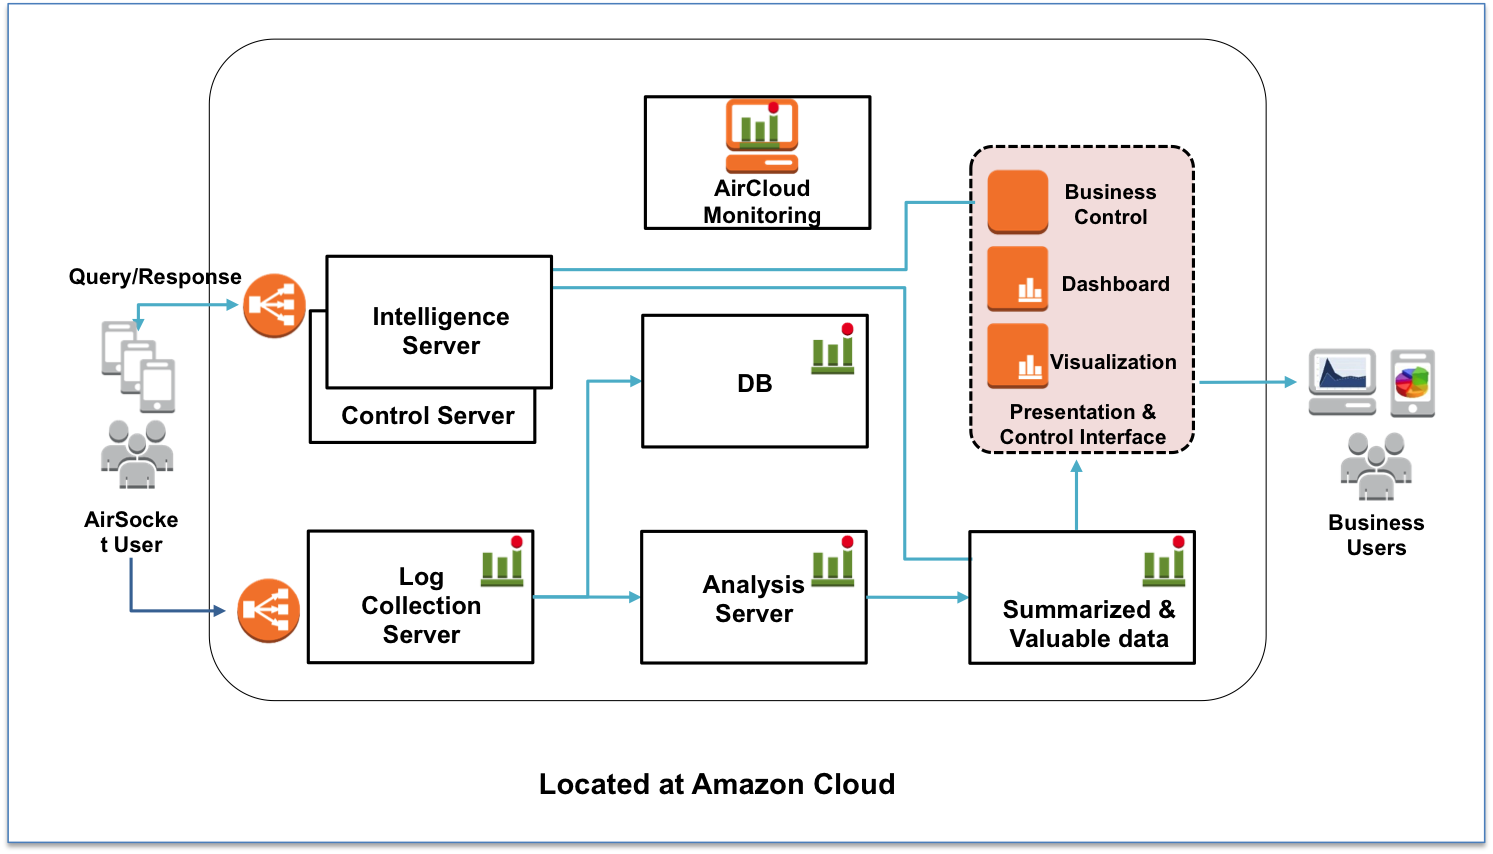 AirCloud
Monitoring
Business
Control
Dashboard
Visualization
Presentation &
Control Interface
Query/Response
Intelligence
Server
Control Server
DB
AirSocke
t User
Log
Collection
Server
Analysis
Server
Summarized &
Valuable data
Business
Users
Located at Amazon Cloud